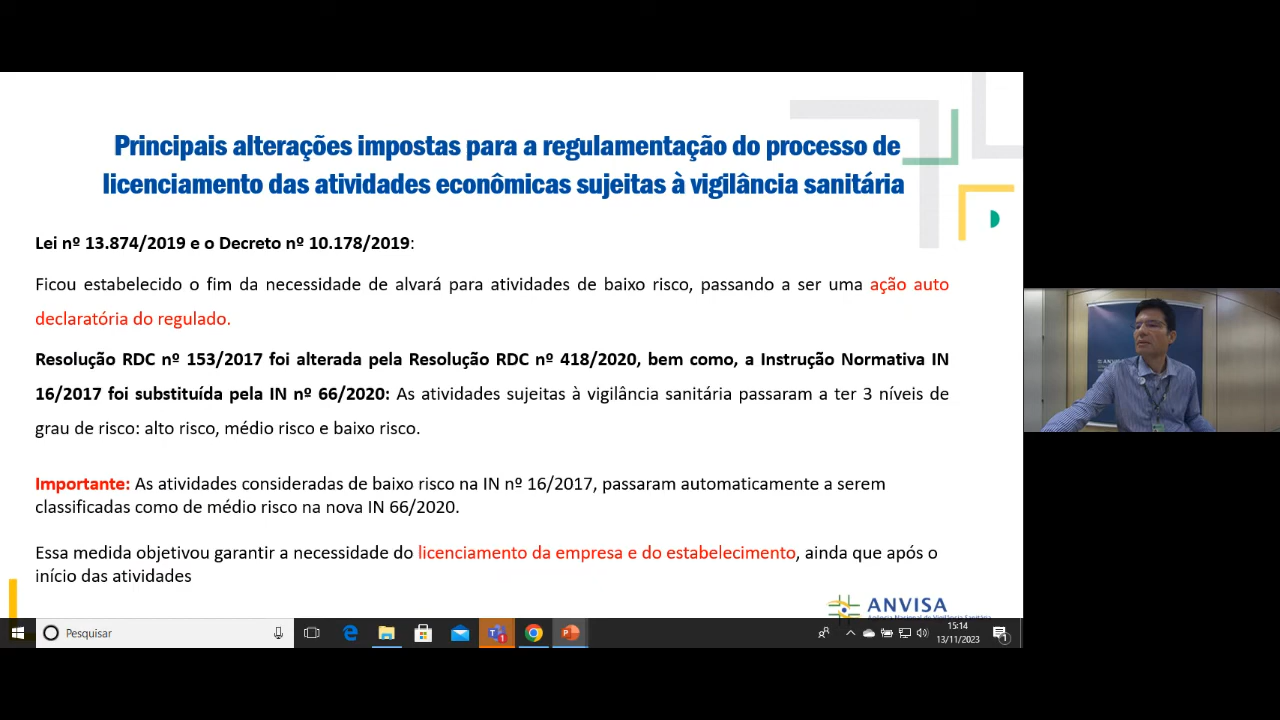 Principais alterações impostas para a regulamentação do processo de
licenciamento das atividades econômicas sujeitas à vigilância sanitária
Lei nº 13.874/2019 e o Decreto nº 10.178/2019:
Ficou estabelecido o fim da necessidade de alvará para atividades de baixo risco, passando a ser uma ação auto
declaratória do regulado.
Resolução RDC nº 153/2017 foi alterada pela Resolução RDC nº 418/2020, bem como, a Instrução Normativa IN
16/2017 foi substituída pela IN nº 66/2020: As atividades sujeitas à vigilância sanitária passaram a ter 3 níveis de
grau de risco: alto risco, médio risco e baixo risco.
Importante: As atividades consideradas de baixo risco na IN nº 16/2017, passaram automaticamente a serem
classificadas como de médio risco na nova IN 66/2020.
Essa medida objetivou garantir a necessidade do licenciamento da empresa e do estabelecimento, ainda que após o
início das atividades
ANVISA
Agência Nacional de Vigilância Sanitária
Pesquisar
15:14
13/11/2023